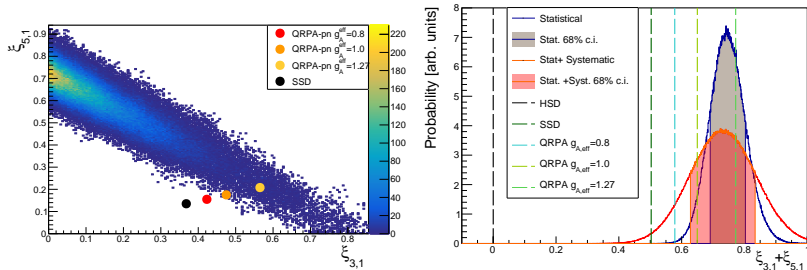 ξ5,1
0.9
0.8
0.7
0.6
0.5
0.4
0.3
0.2
0.1
0
0 0.1 0.2 0.3 0.4 0.5 0.6 0.7 0.8
ξ3,1
QRPA-pn g_A^eff=0.8
QRPA-pn g_A^eff=1.0
QRPA-pn g_A^eff=1.27
SSD
220
200
180
160
140
120
100
80
60
40
20
0
Probability [arb. units]
8
7
6
5
4
3
2
1
0
0 0.2 0.4 0.6 0.8 1
ξ3,1+ξ5,1
Statistical
Stat. 68% c.i.
Stat+ Systematic
Stat. +Syst. 68% c.i.
HSD
SSD
QRPA g_A,eff=0.8
QRPA g_A,eff=1.0
QRPA g_A,eff=1.27